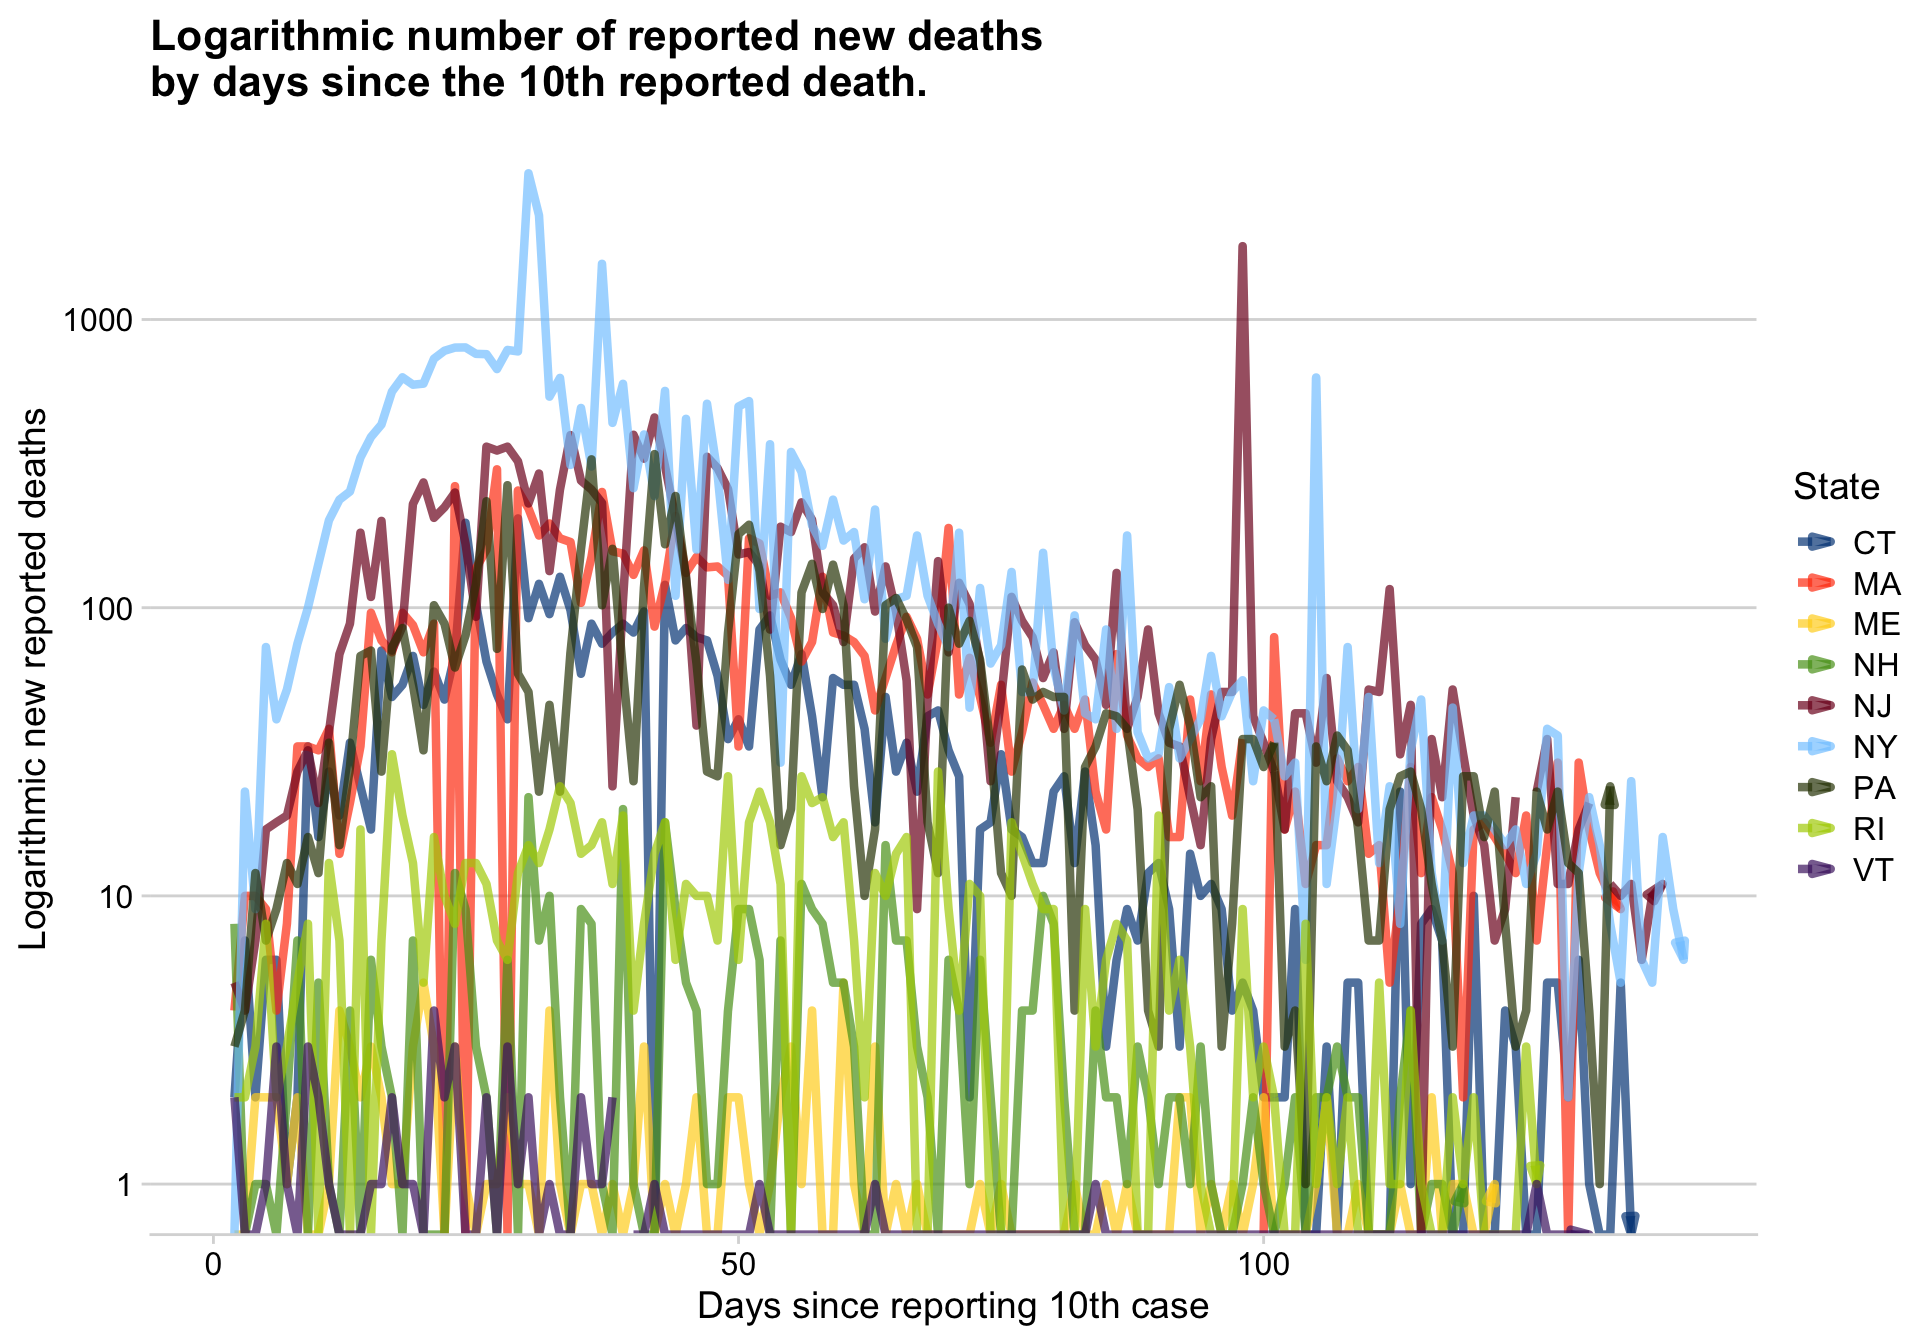 Logarithmic number of reported new deaths
by days since the 10th reported death.
Logarithmic new reported deaths
1000
100
10
1
0
50
100
Days since reporting 10th case
State
CT
MA
ME
NH
NJ
NY
PA
RI
VT